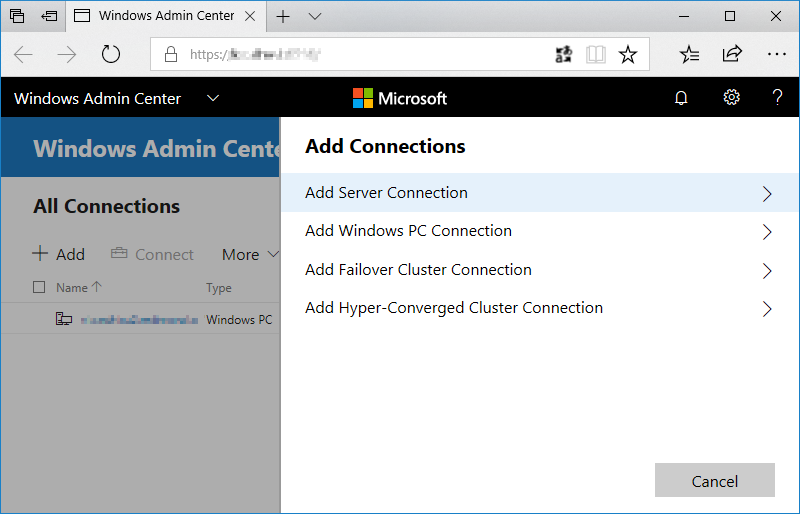 Windows Admin Center
https://
Windows Admin Center
Microsoft
?
Windows Admin Cente
Add Connections
All Connections
Add Server Connection
Add Windows PC Connection
Add Connect More
Add Failover Cluster Connection
Name Type
Add Hyper-Converged Cluster Connection
Windows PC
Cancel